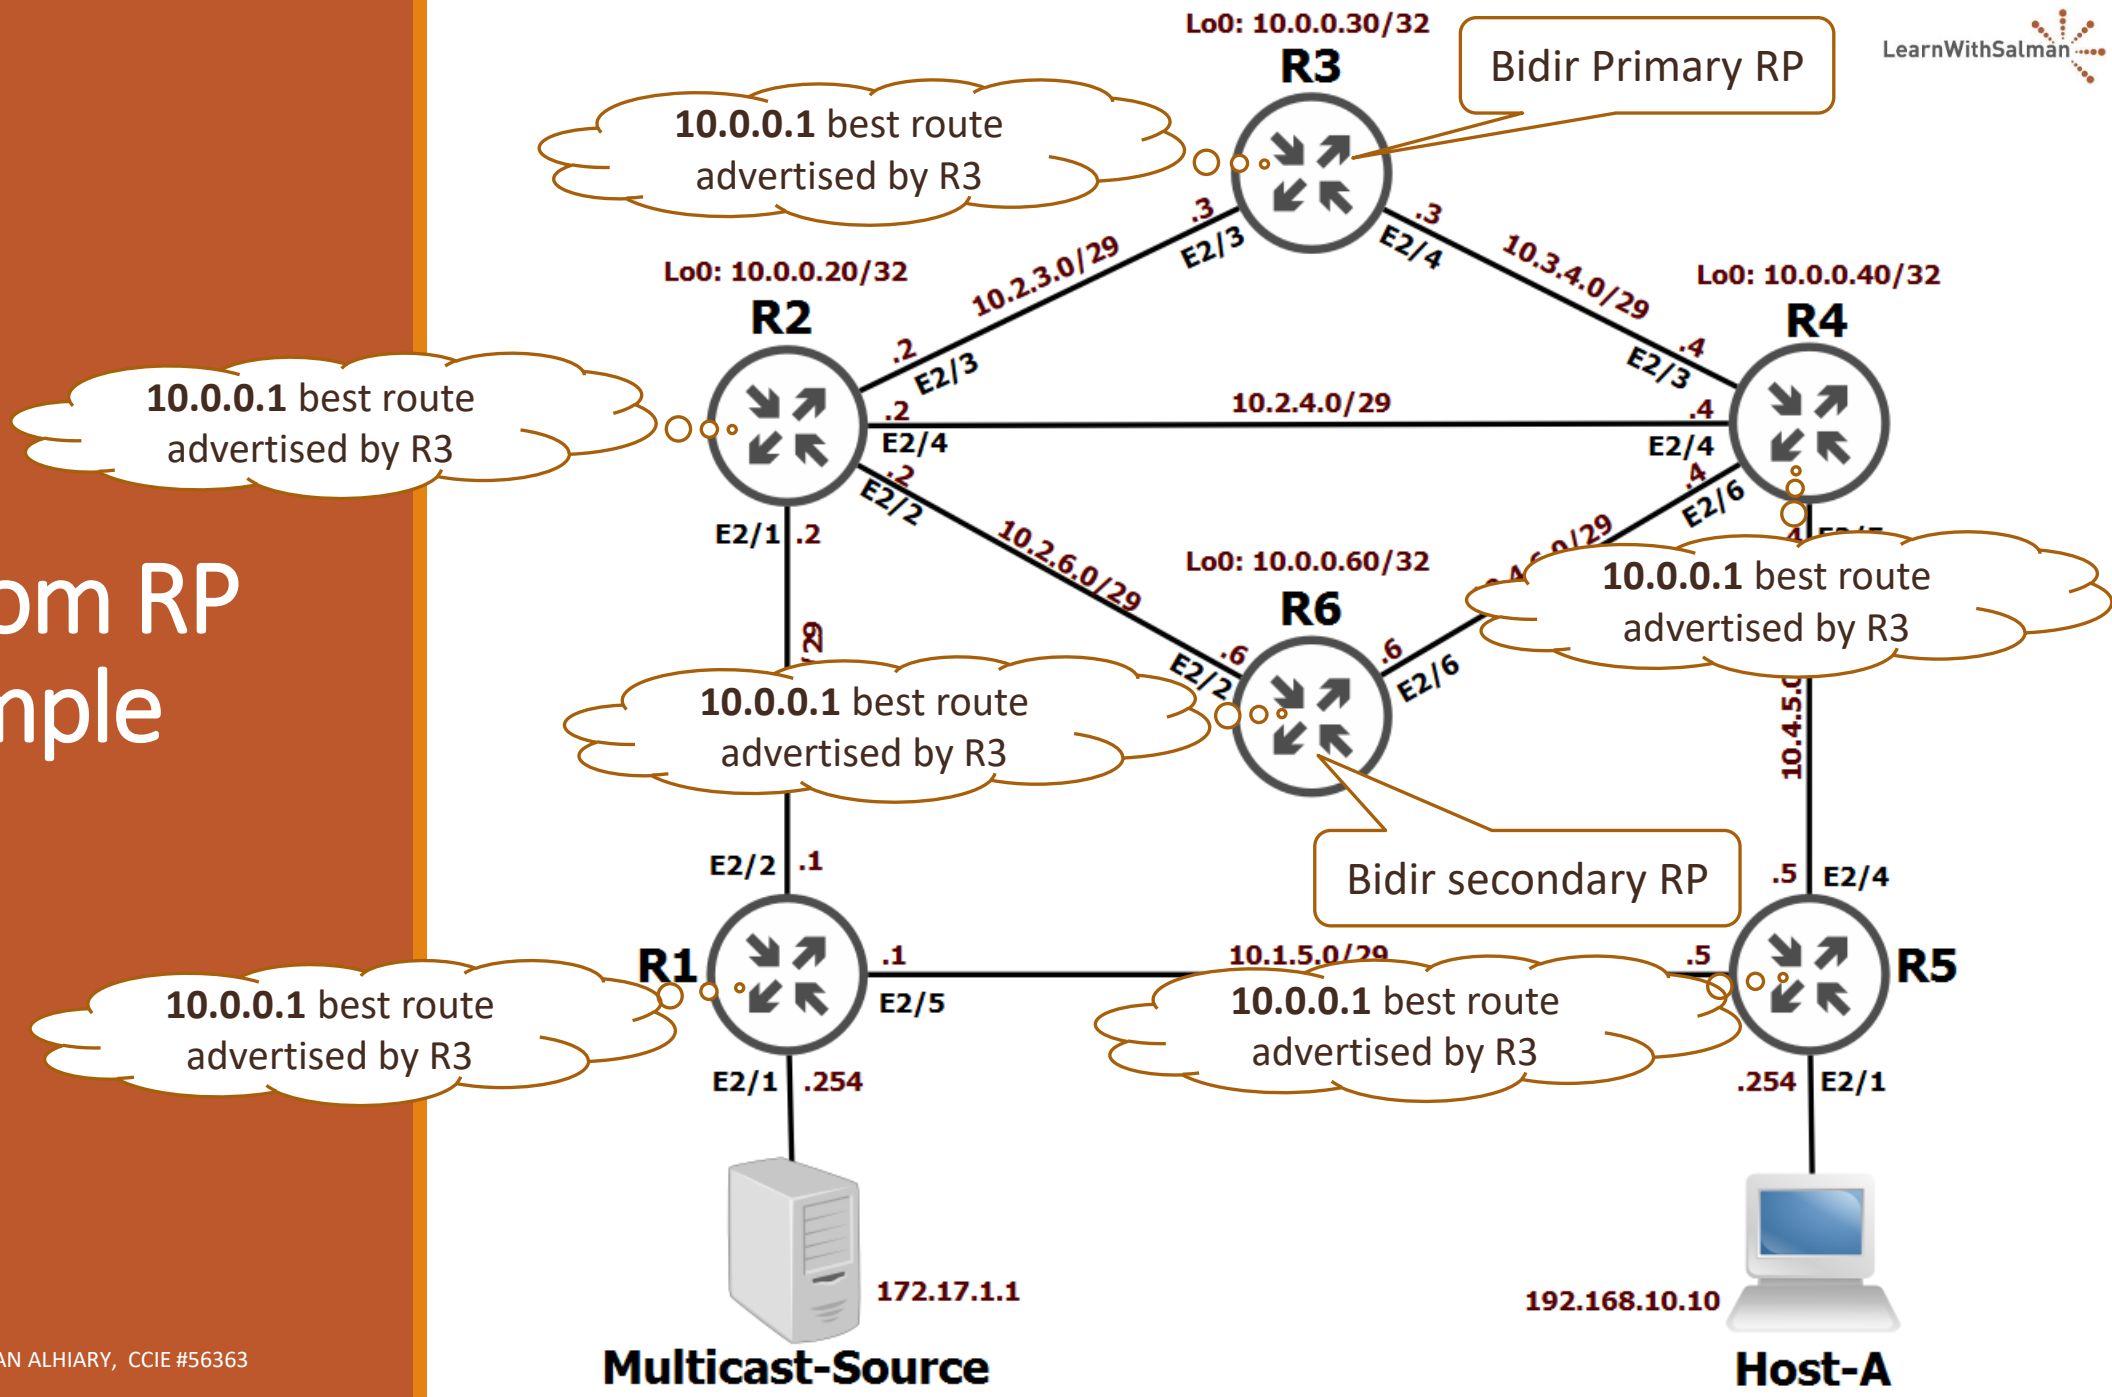 Lo0: 10.0.0.30/32
R3
Bidir Primary RP
LearnWithSalman
10.0.0.1 best route
advertised by R3
.3
E2/3
.3
E2/4
10.2.3.0/29
10.3.4.0/29
Lo0: 10.0.0.20/32
R2
Lo0: 10.0.0.40/32
R4
.2
E2/3
.4
E2/3
10.0.0.1 best route
advertised by R3
.2
E2/4
10.2.4.0/29
.4
E2/4
.2
E2/2
.4
E2/6
E2/1
.2
10.2.6.0/29
Lo0: 10.0.0.60/32
R6
10.0.0.1 best route
advertised by R3
om RP
mple
.6
E2/2
.6
E2/6
10.0.0.1 best route
advertised by R3
10.4.5.0
Bidir secondary RP
E2/2
.1
.5
E2/4
R1
.1
E2/5
10.1.5.0/29
.5
R5
10.0.0.1 best route
advertised by R3
10.0.0.1 best route
advertised by R3
E2/1
.254
.254
E2/1
172.17.1.1
192.168.10.10
Multicast-Source
Host-A
AN ALHIARY, CCIE #56363